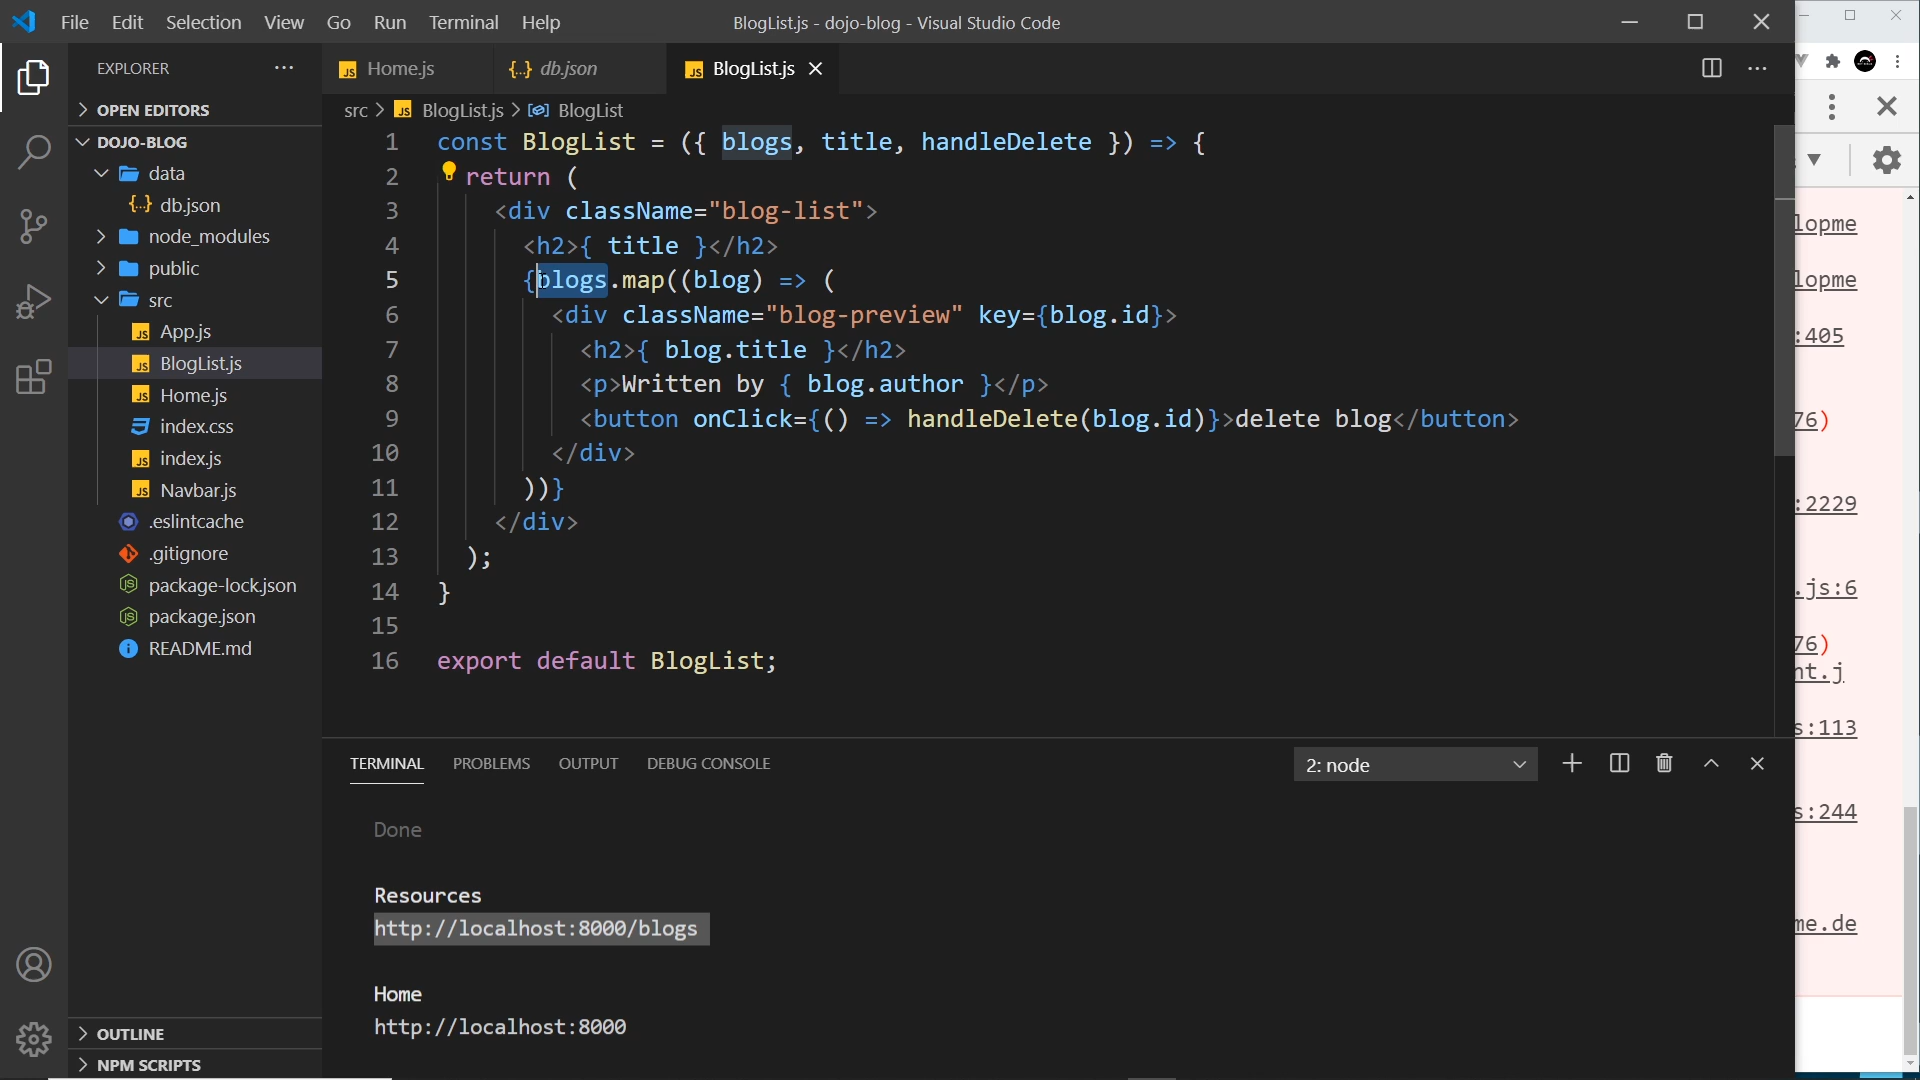 File Edit Selection View Go Run Terminal Help
BlogList.js - dojo-blog - Visual Studio Code
EXPLORER
OPEN EDITORS
DOJO-BLOG
data
db.json
node_modules
public
src
App.js
BlogList.js
Home.js
index.css
index.js
Navbar.js
.eslintcache
.gitignore
package-lock.json
package.json
README.md
OUTLINE
NPM SCRIPTS
Home.js
db.json
BlogList.js
src > BlogList.js > BlogList
1 const BlogList = ({ blogs, title, handleDelete }) => {
2 return (
3 <div className="blog-list">
4 <h2>{ title }</h2>
5 {blogs.map((blog) => (
6 <div className="blog-preview" key={blog.id}>
7 <h2>{ blog.title }</h2>
8 <p>Written by { blog.author }</p>
9 <button onClick={() => handleDelete(blog.id)}>delete blog</button>
10 </div>
11 ))}
12 </div>
13 );
14 }
15
16 export default BlogList;
TERMINAL PROBLEMS OUTPUT DEBUG CONSOLE
2: node
Done
Resources
http://localhost:8000/blogs
Home
http://localhost:8000
lopme
lopme
:405
76)
:2229
.js:6
76)
nt.j
s:113
s:244
me.de